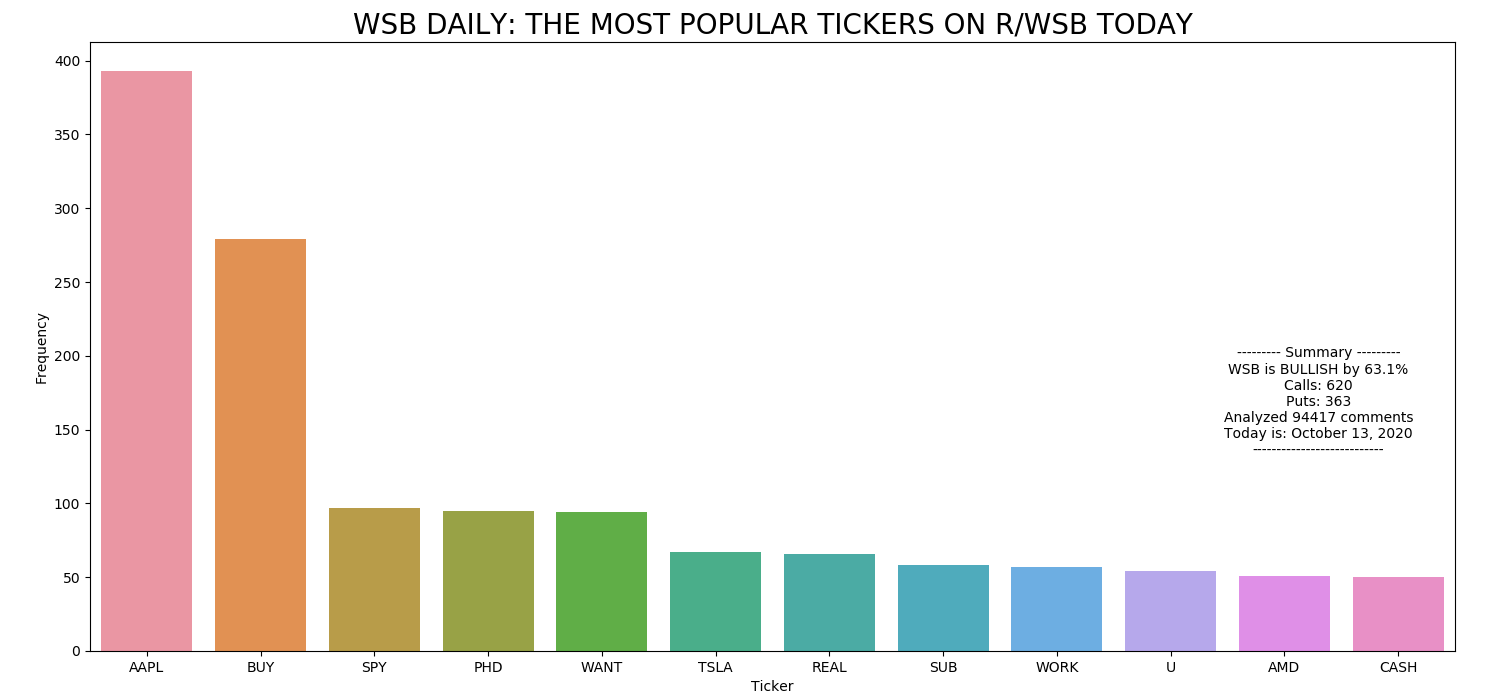 WSB DAILY: THE MOST POPULAR TICKERS ON R/WSB TODAY
400
350
300
250
200
150
100
50
0
Frequency
--------- Summary ---------
WSB is BULLISH by 63.1%
Calls: 620
Puts: 363
Analyzed 94417 comments
Today is: October 13, 2020
---------------------------
AAPL BUY SPY PHD WANT TSLA REAL SUB WORK U AMD CASH
Ticker